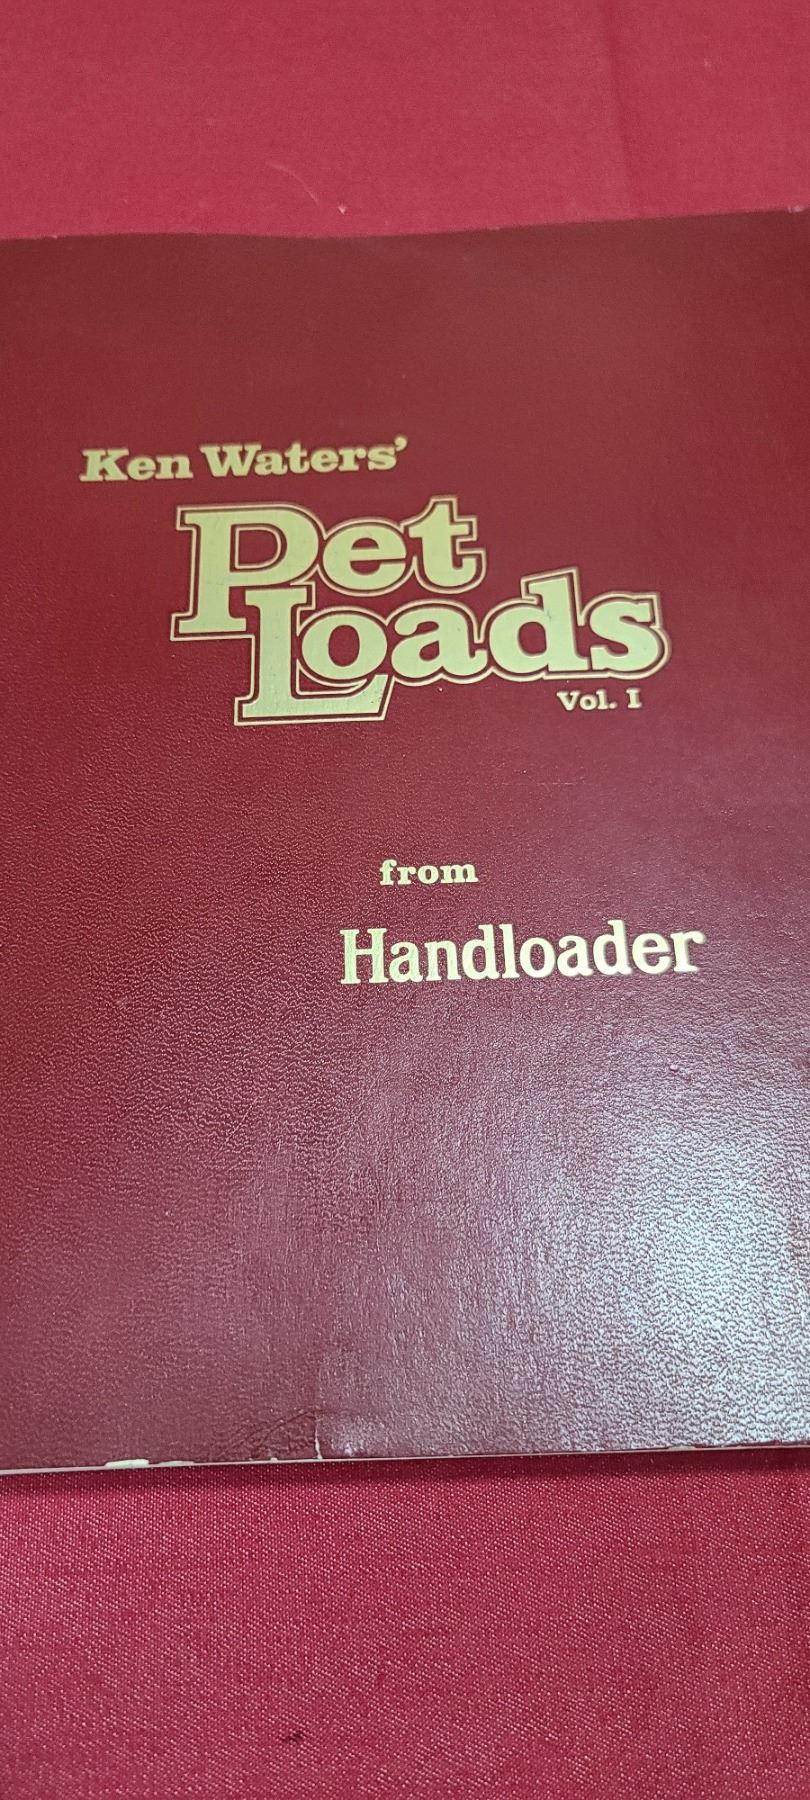 Ken Waters'
Pet
Loads
Vol. I
from
Handloader